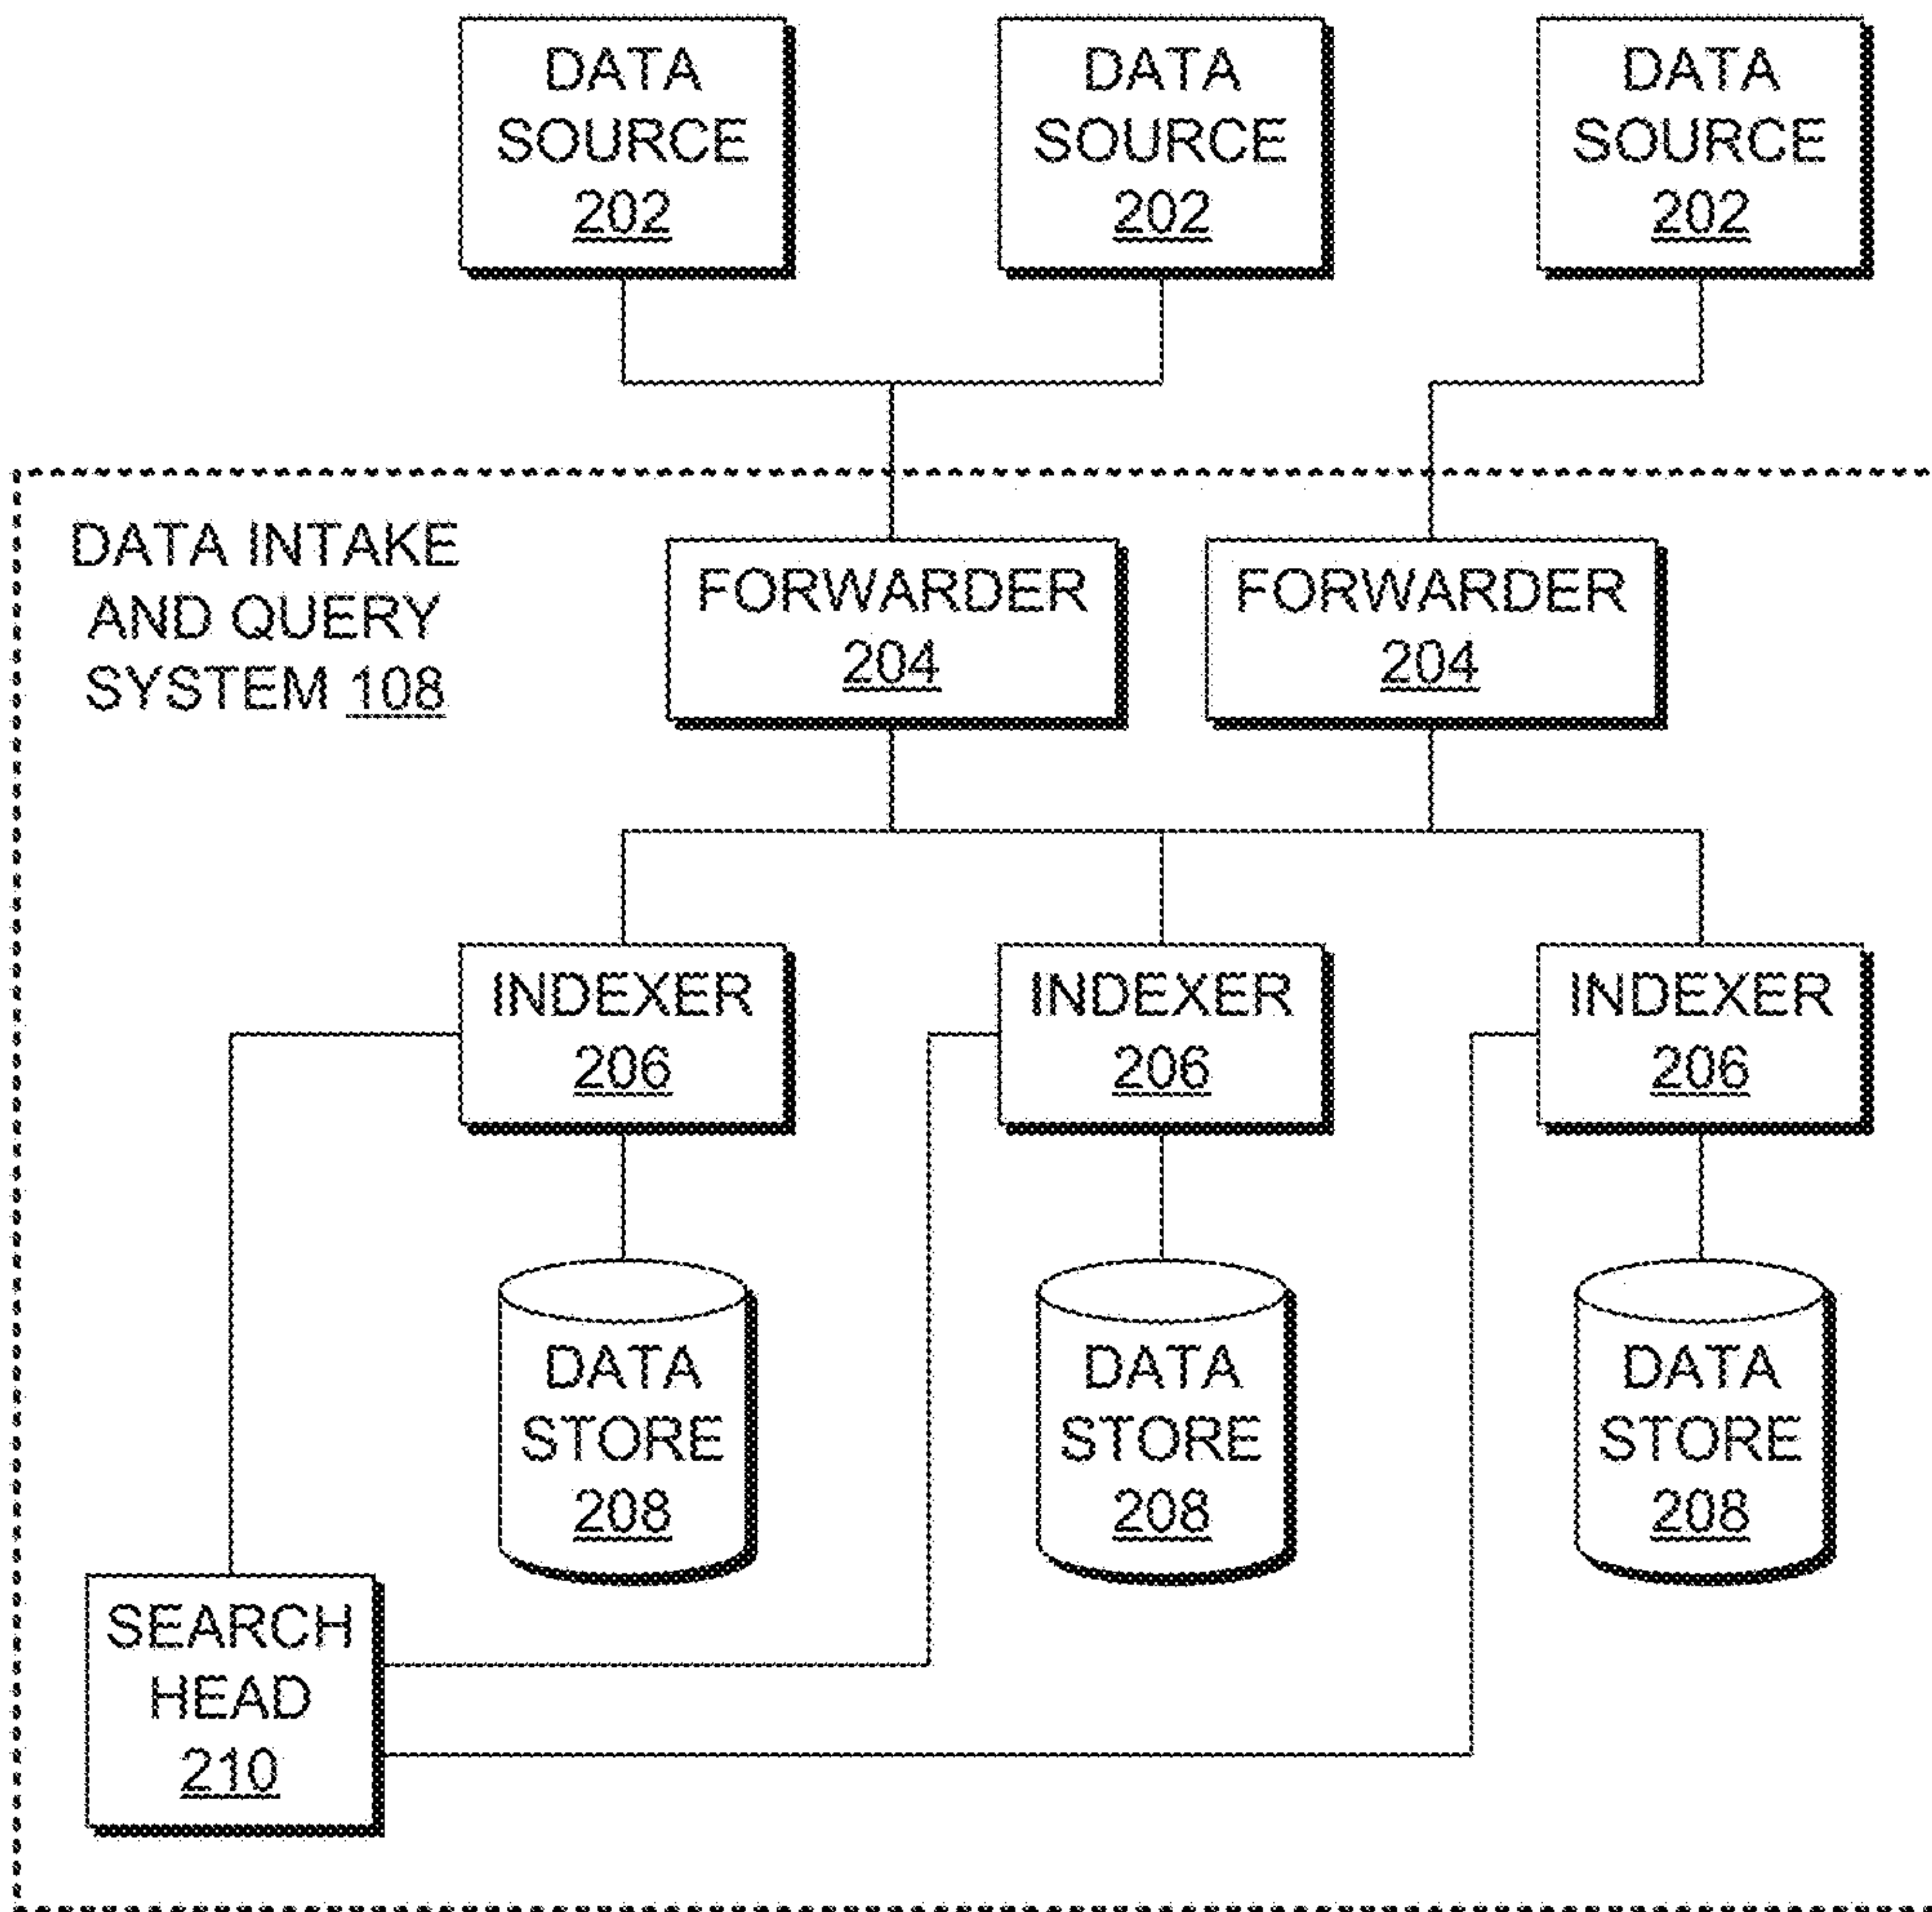 DATA
SOURCE
202
DATA
SOURCE
202
DATA
SOURCE
202
DATA INTAKE
AND QUERY
SYSTEM 108
FORWARDER
204
FORWARDER
204
INDEXER
206
INDEXER
206
INDEXER
206
DATA
STORE
208
DATA
STORE
208
DATA
STORE
208
SEARCH
HEAD
210